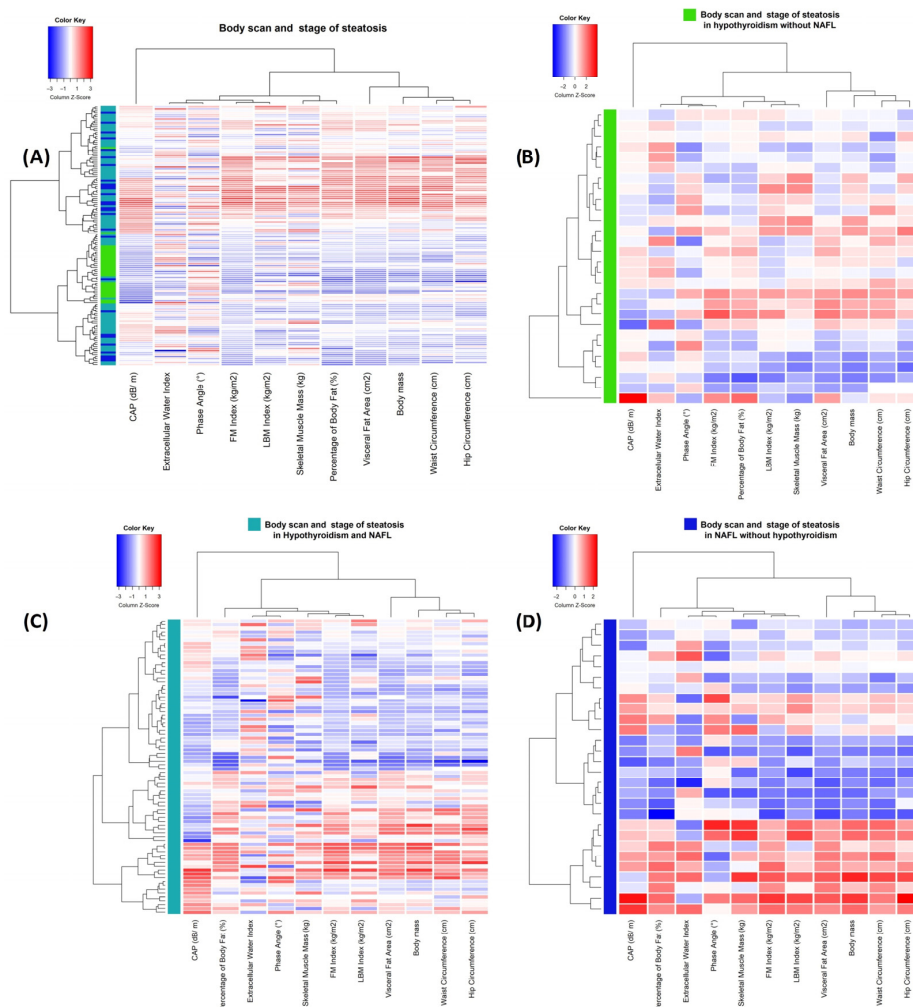 Color Key
-3 -1 1 3
Column Z-Score
Body scan and stage of steatosis
(A)
CAP (dB/ m)
Extracellular Water Index
Phase Angle (°)
FM Index (kg/m2)
LBM Index (kg/m2)
Skeletal Muscle Mass (kg)
Percentage of Body Fat (%)
Visceral Fat Area (cm2)
Body mass
Waist Circumference (cm)
Hip Circumference (cm)
Color Key
-2 0 2
Column Z-Score
Body scan and stage of steatosis
in hypothyroidism without NAFL
(B)
CAP (dB/ m)
Extracellular Water Index
Phase Angle (°)
FM Index (kg/m2)
Percentage of Body Fat (%)
LBM Index (kg/m2)
Skeletal Muscle Mass (kg)
Visceral Fat Area (cm2)
Body mass
Waist Circumference (cm)
Hip Circumference (cm)
Color Key
-3 -1 1 3
Column Z-Score
Body scan and stage of steatosis
in Hypothyroidism and NAFL
(C)
CAP (dB/ m)
Percentage of Body Fat (%)
Extracellular Water Index
Phase Angle (°)
Skeletal Muscle Mass (kg)
FM Index (kg/m2)
LBM Index (kg/m2)
Visceral Fat Area (cm2)
Body mass
Waist Circumference (cm)
Hip Circumference (cm)
Color Key
-2 0 1 2
Column Z-Score
Body scan and stage of steatosis
in NAFL without hypothyroidism
(D)
CAP (dB/ m)
Percentage of Body Fat (%)
Extracellular Water Index
Phase Angle (°)
Skeletal Muscle Mass (kg)
FM Index (kg/m2)
LBM Index (kg/m2)
Visceral Fat Area (cm2)
Body mass
Waist Circumference (cm)
Hip Circumference (cm)